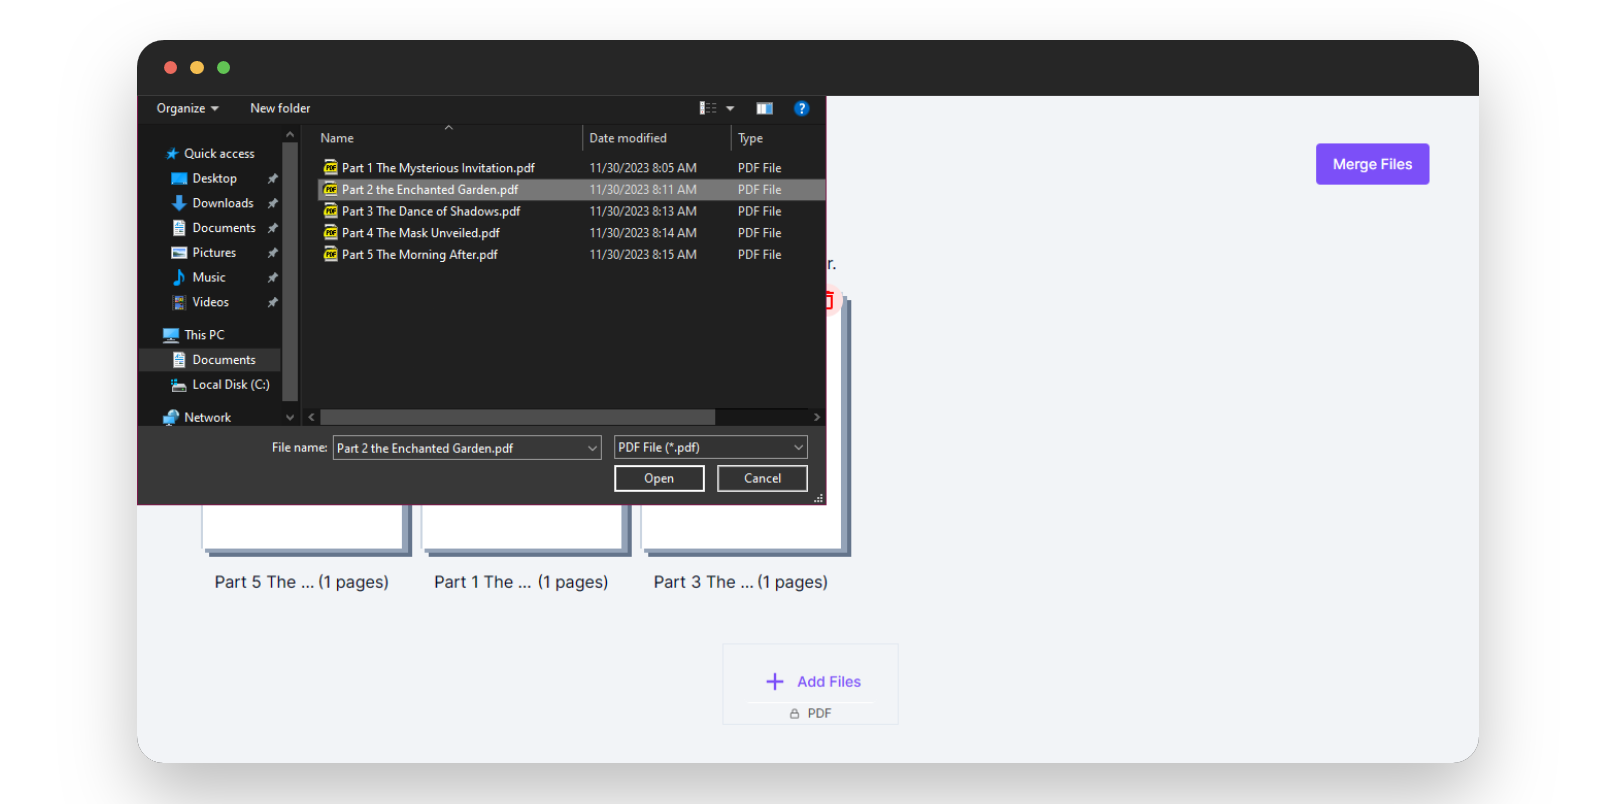 Organize New folder
Name Date modified Type
Quick access
Desktop
Downloads
Documents
Pictures
Music
Videos
This PC
Documents
Local Disk (C:)
Network
Part 1 The Mysterious Invitation.pdf 11/30/2023 8:05 AM PDF File
Part 2 the Enchanted Garden.pdf 11/30/2023 8:11 AM PDF File
Part 3 The Dance of Shadows.pdf 11/30/2023 8:13 AM PDF File
Part 4 The Mask Unveiled.pdf 11/30/2023 8:14 AM PDF File
Part 5 The Morning After.pdf 11/30/2023 8:15 AM PDF File
File name: Part 2 the Enchanted Garden.pdf PDF File (*.pdf)
Open Cancel
Merge Files
r.
Part 5 The ... (1 pages) Part 1 The ... (1 pages) Part 3 The ... (1 pages)
+ Add Files
PDF